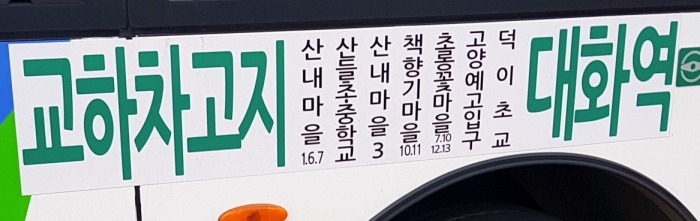 교하차고지
산내마을
1.6.7
산들초·중학교
산내마을
3
책향기마을
10.11
초롱꽃마을
7.10
12.13
고양예고입구
덕이초교
대화역